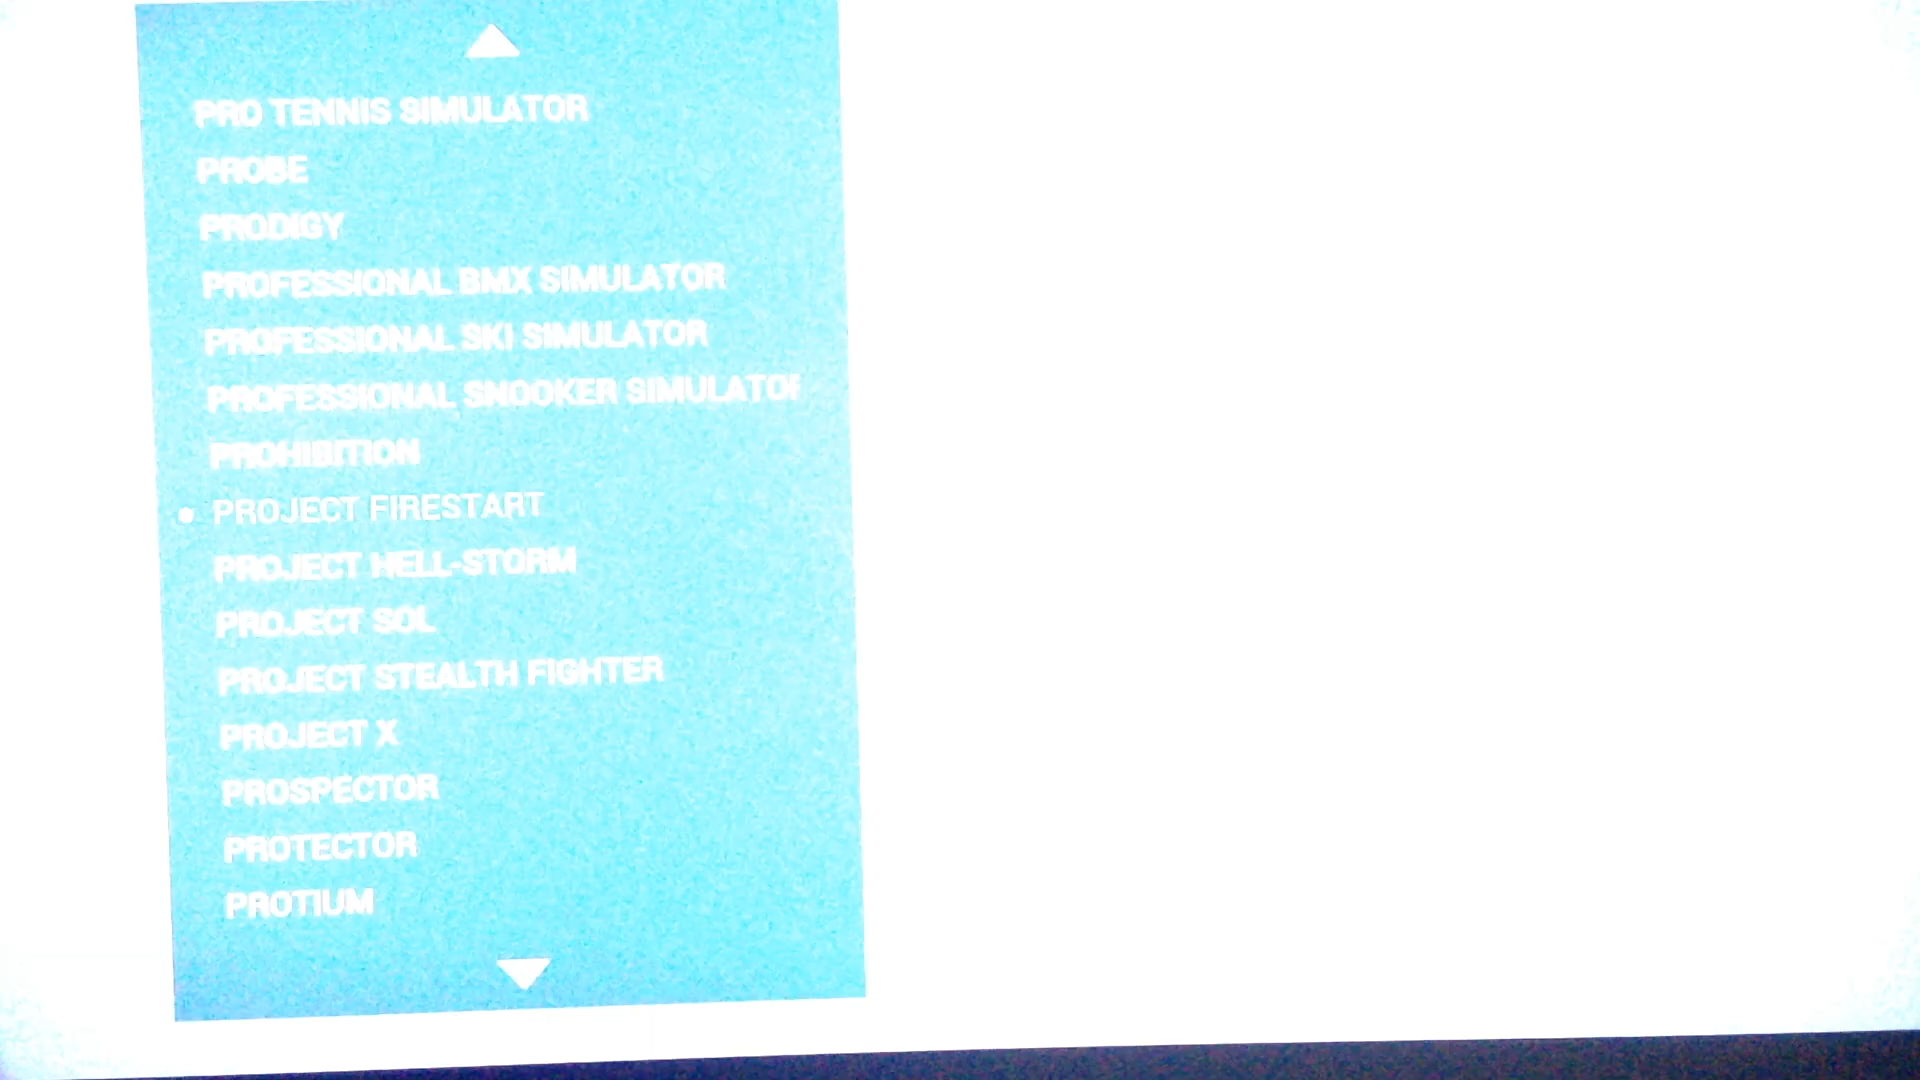 PRO TENNIS SIMULATOR
PROBE
PRODIGY
PROFESSIONAL BMX SIMULATOR
PROFESSIONAL SKI SIMULATOR
PROFESSIONAL SNOOKER SIMULATOR
PROHIBITION
PROJECT FIRESTART
PROJECT HELL-STORM
PROJECT SOL
PROJECT STEALTH FIGHTER
PROJECT X
PROSPECTOR
PROTECTOR
PROTIUM